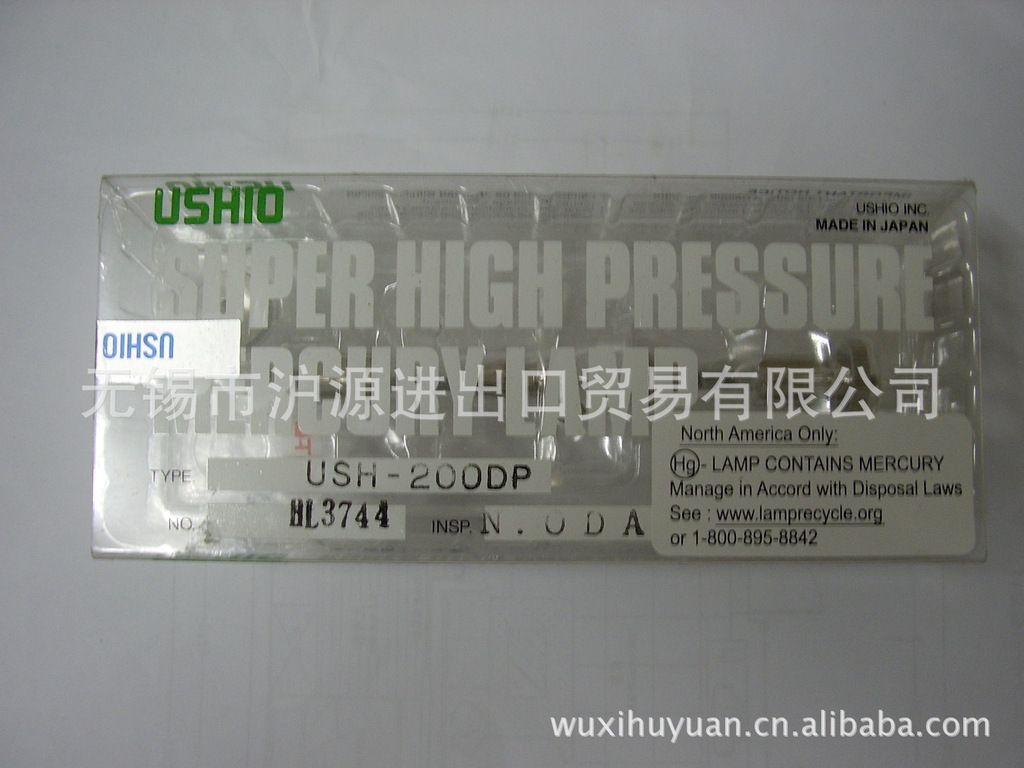 USHIO
USHIO INC.
MADE IN JAPAN
SUPER HIGH PRESSURE
USHIO
MERCURY LAMP
无锡市沪源进出口贸易有限公司
TYPE USH-200DP
NO. HL3744 INSP. N.ODA
North America Only:
Hg - LAMP CONTAINS MERCURY
Manage in Accord with Disposal Laws
See : www.lamprecycle.org
or 1-800-895-8842
wuxihuyuan.cn.alibaba.com